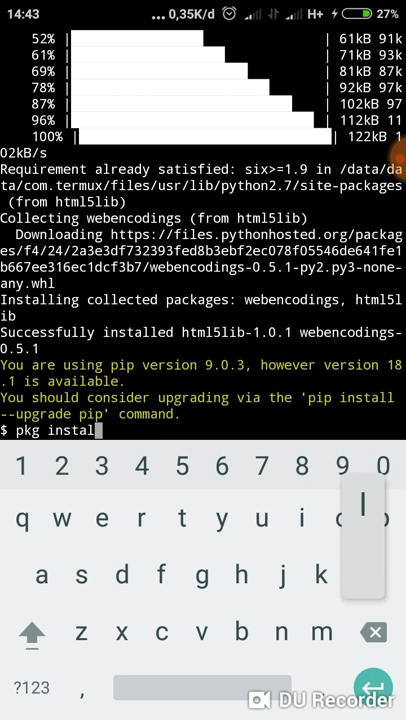 14:43 ... 0,35K/d H+ 27%
52% | | 61kB 91k
61% | | 71kB 93k
69% | | 81kB 87k
78% | | 92kB 97k
87% | | 102kB 97
96% | | 112kB 11
100% | | 122kB 1
02kB/s
Requirement already satisfied: six>=1.9 in /data/da
ta/com.termux/files/usr/lib/python2.7/site-packages
(from html5lib)
Collecting webencodings (from html5lib)
Downloading https://files.pythonhosted.org/packag
es/f4/24/2a3e3df732393fed8b3ebf2ec078f05546de641fe1
b667ee316ec1dcf3b7/webencodings-0.5.1-py2.py3-none-
any.whl
Installing collected packages: webencodings, html5l
ib
Successfully installed html5lib-1.0.1 webencodings-
0.5.1
You are using pip version 9.0.3, however version 18
.1 is available.
You should consider upgrading via the 'pip install
--upgrade pip' command.
$ pkg instal
1 2 3 4 5 6 7 8 9 0
q w e r t y u i
l
a s d f g h j k
z x c v b n m
?123 ,
DU Recorder